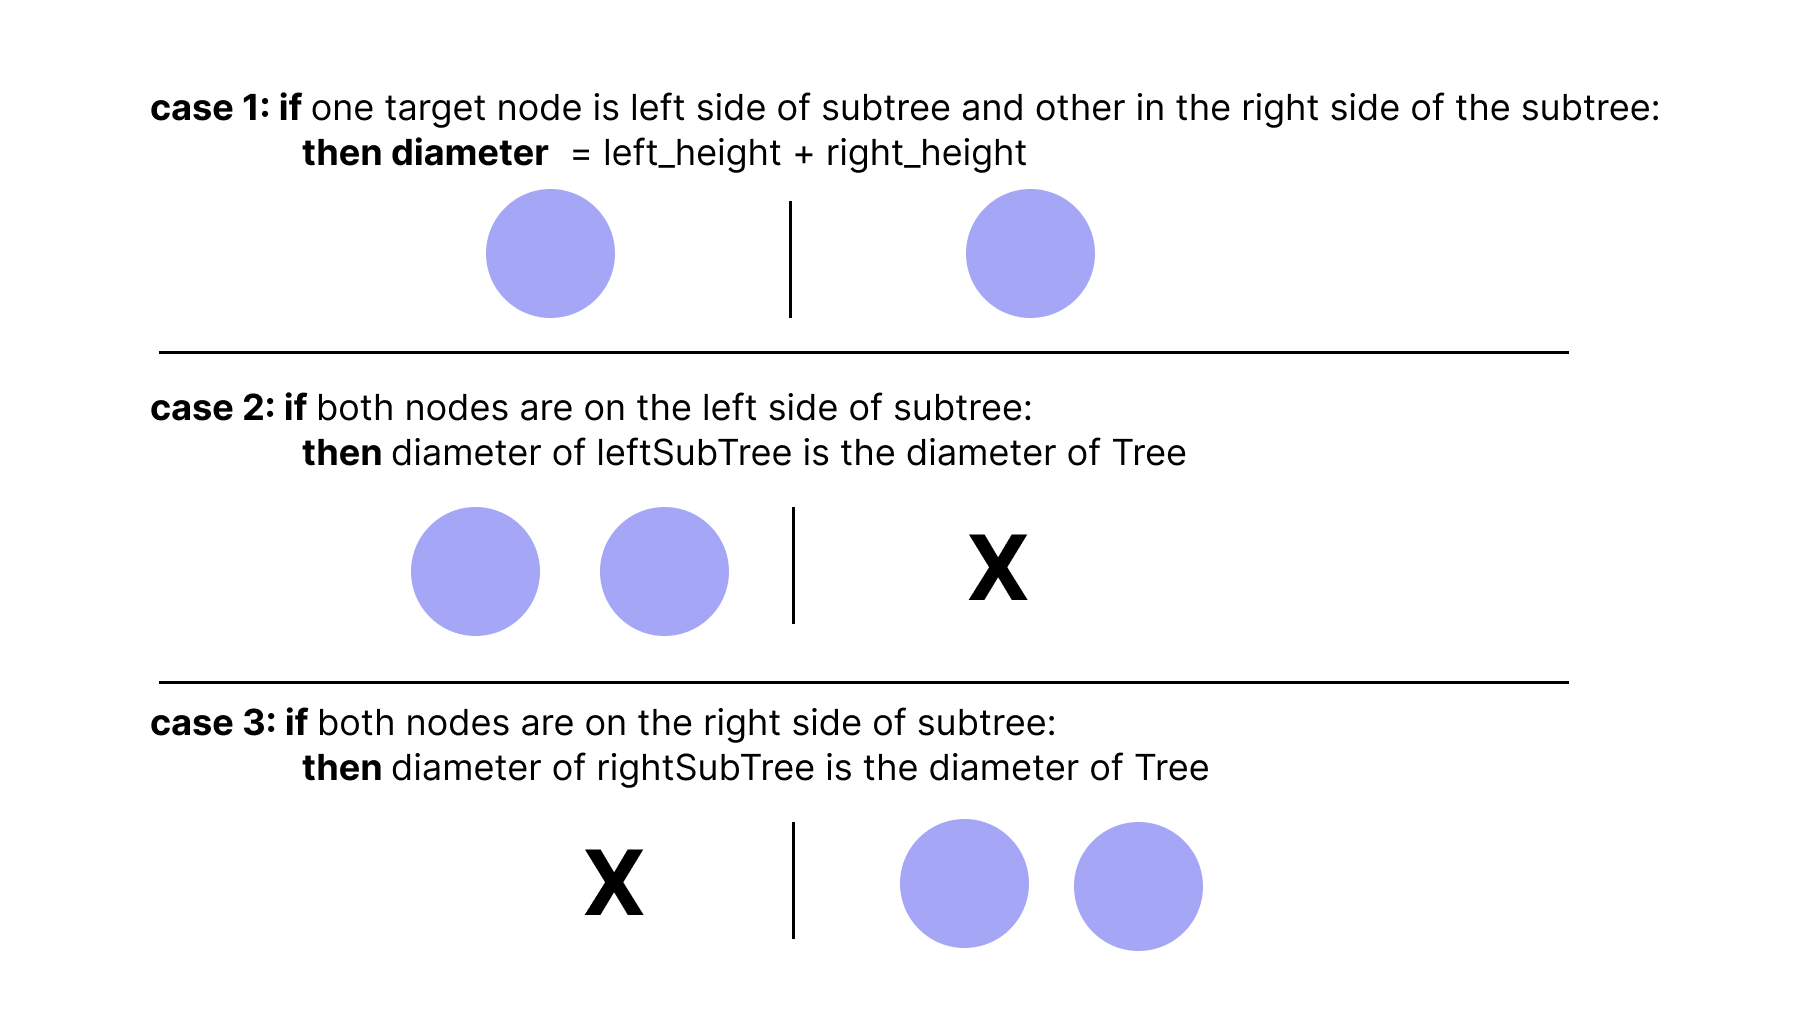 case 1: if one target node is left side of subtree and other in the right side of the subtree:
then diameter = left_height + right_height
case 2: if both nodes are on the left side of subtree:
then diameter of leftSubTree is the diameter of Tree
X
case 3: if both nodes are on the right side of subtree:
then diameter of rightSubTree is the diameter of Tree
X